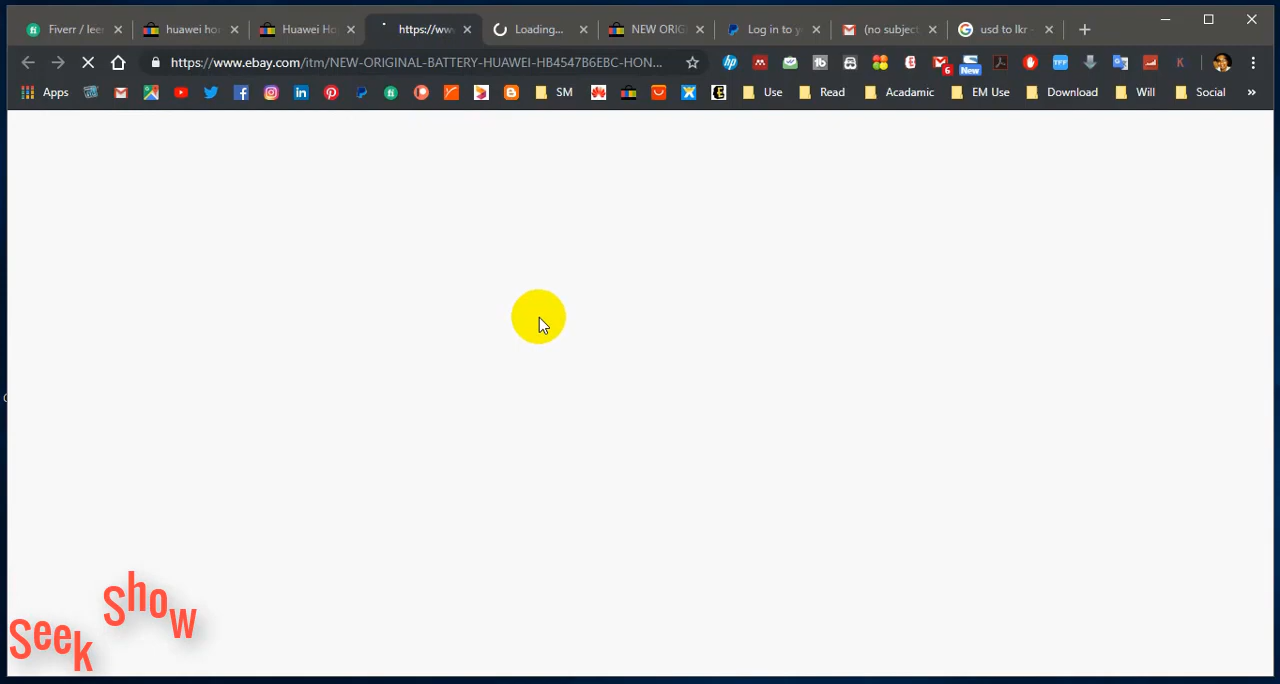 Fiverr / lee
huawei ho
Huawei Ho
https://ww
Loading...
NEW ORIG
Log in to y
(no subject
usd to lkr
https://www.ebay.com/itm/NEW-ORIGINAL-BATTERY-HUAWEI-HB4547B6EBC-HON...
6
New
Apps
SM
Use
Read
Acadamic
EM Use
Download
Will
Social
Seek Show